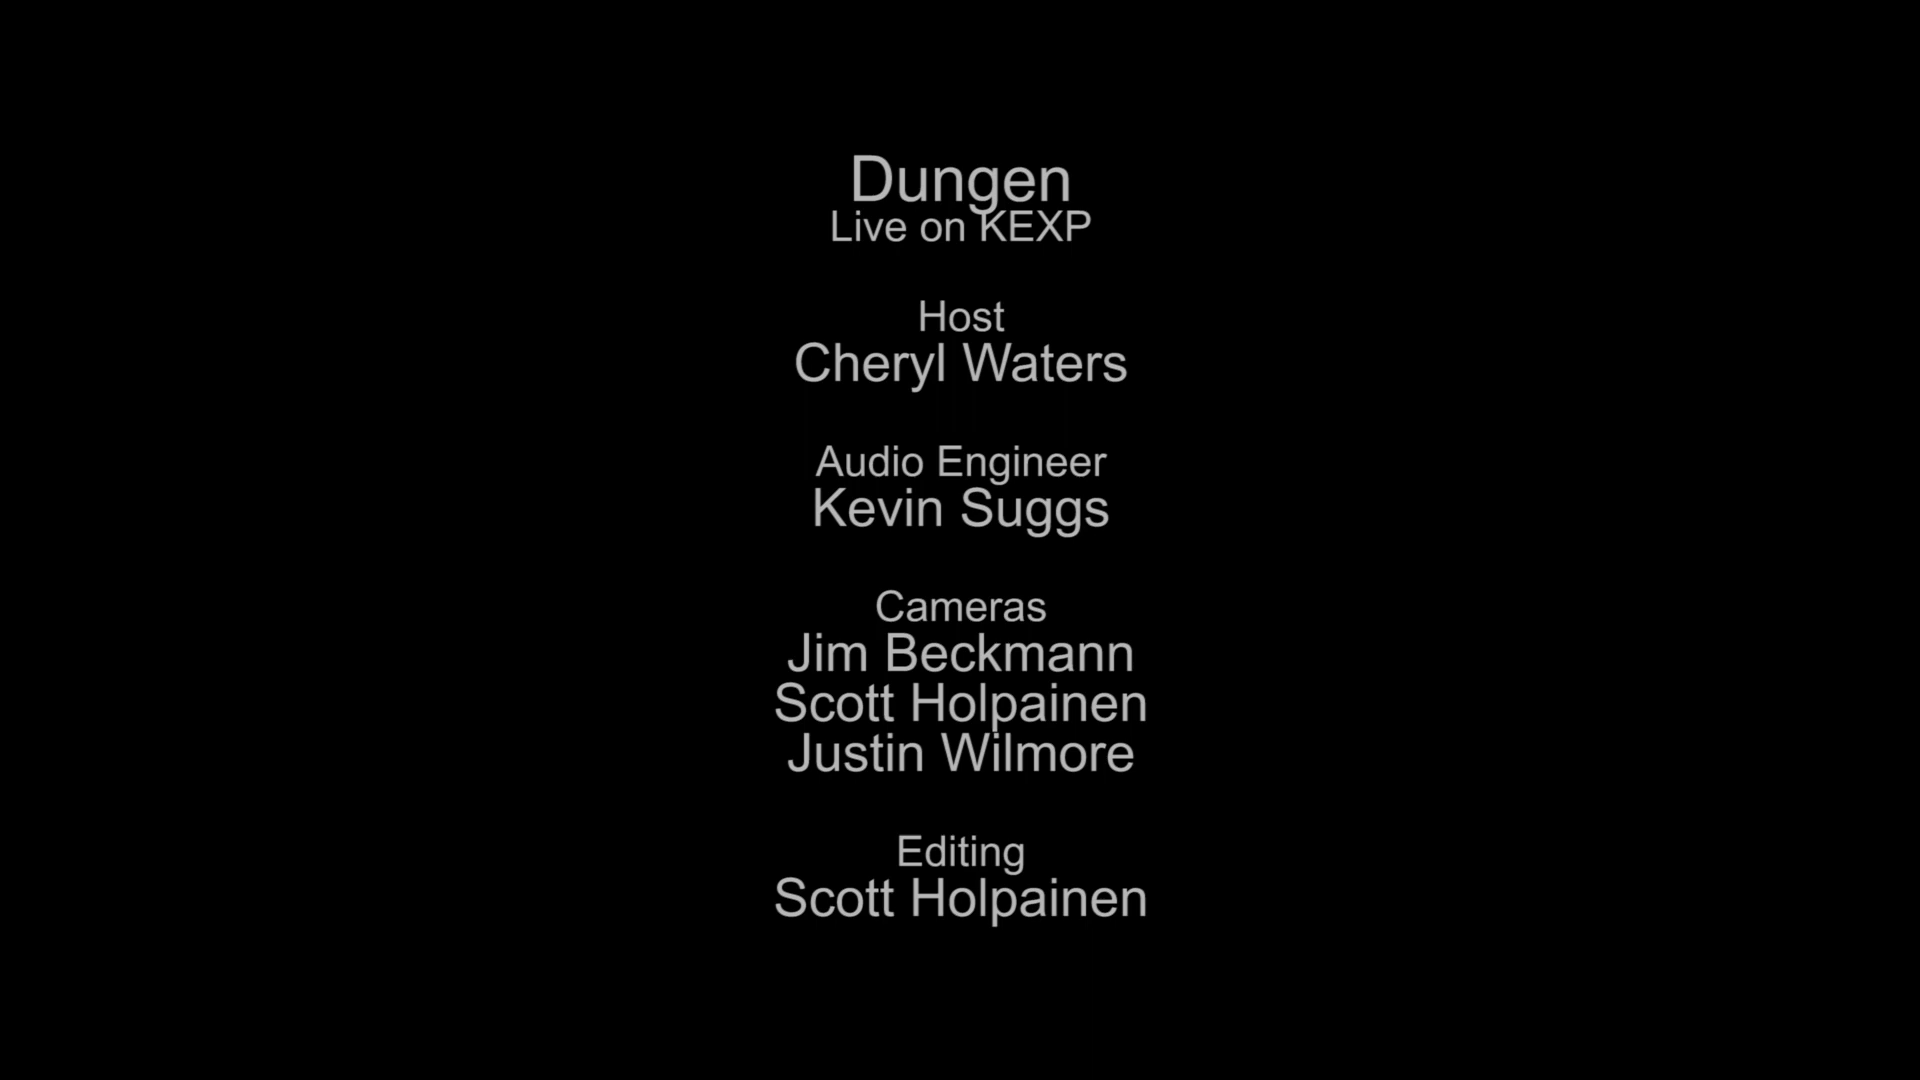 Dungen
Live on KEXP
Host
Cheryl Waters
Audio Engineer
Kevin Suggs
Cameras
Jim Beckmann
Scott Holpainen
Justin Wilmore
Editing
Scott Holpainen